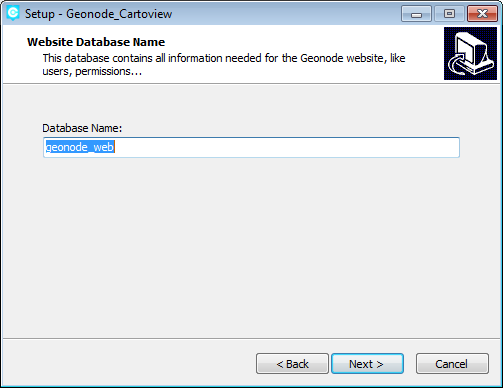 Setup - Geonode_Cartoview
Website Database Name
This database contains all information needed for the Geonode website, like
users, permissions...
Database Name:
geonode_web
< Back
Next >
Cancel